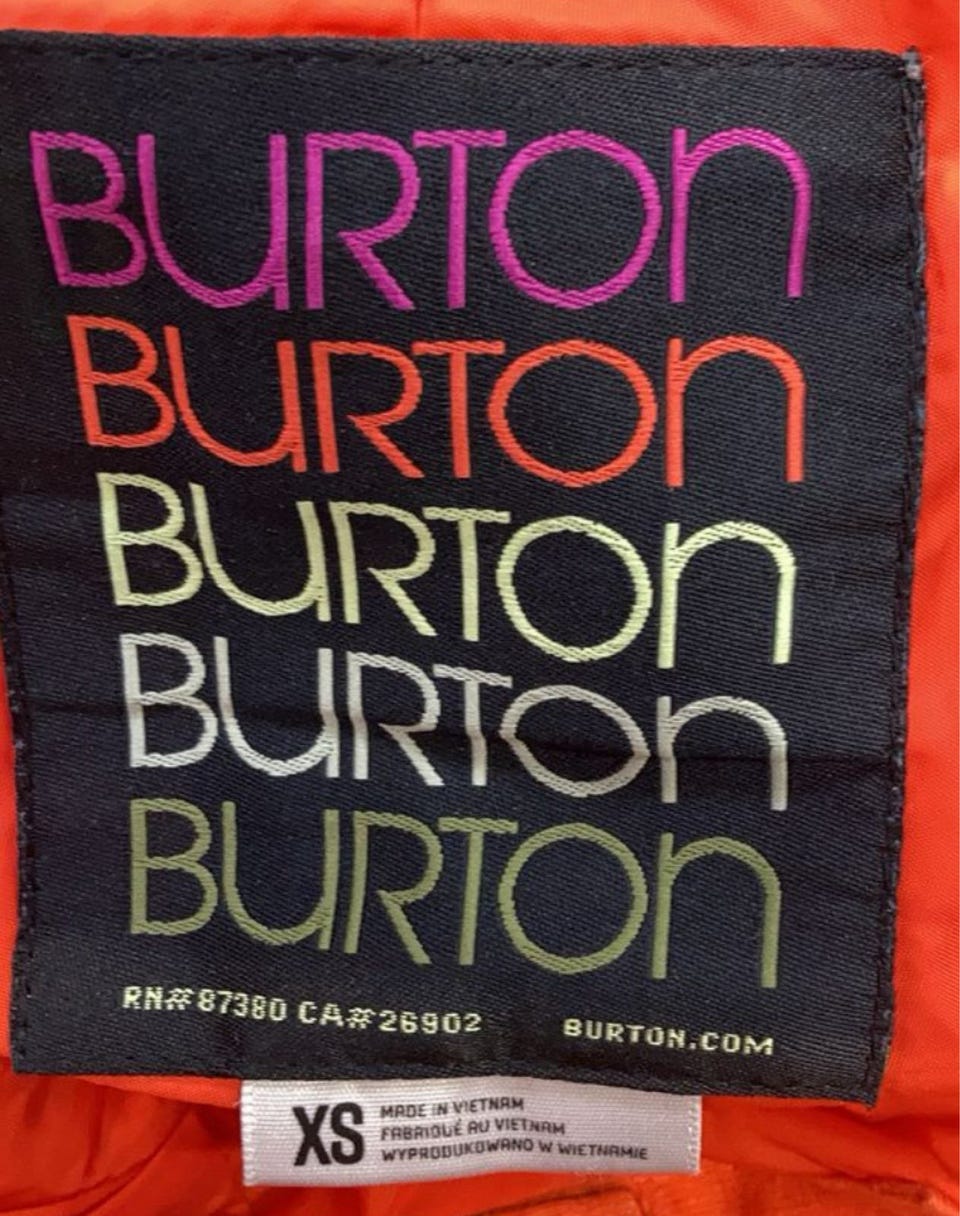 BURTON
BURTON
BURTON
BURTON
BURTON
RN#87380 CA#26902 BURTON.COM
XS
MADE IN VIETNAM
FABRIQUÉ AU VIETNAM
WYPRODUKOWANO W WIETNAMIE